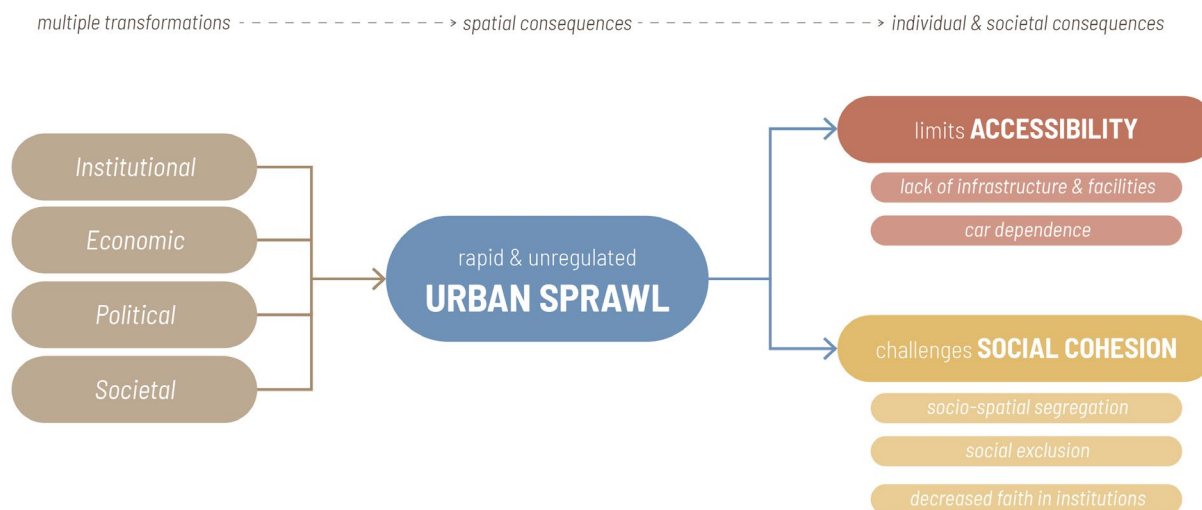 multiple transformations
spatial consequences
individual & societal consequences
Institutional
Economic
Political
Societal
rapid & unregulated
URBAN SPRAWL
limits ACCESSIBILITY
lack of infrastructure & facilities
car dependence
challenges SOCIAL COHESION
socio-spatial segregation
social exclusion
decreased faith in institutions